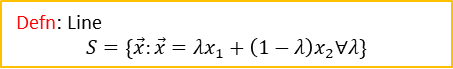 Defn: Line
S = {x⃗: x⃗ = λx₁ + (1 − λ)x₂∀λ}